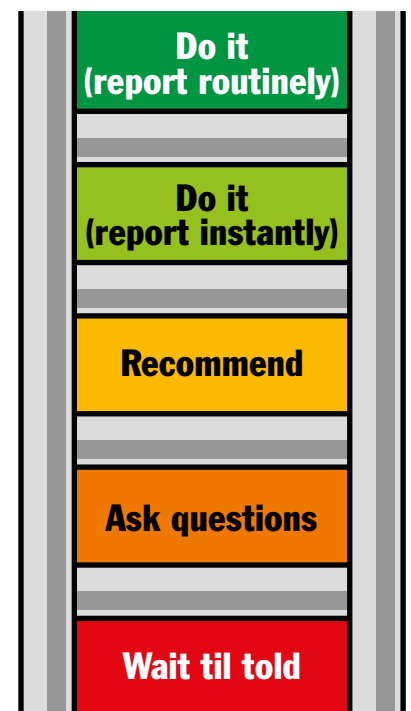 Do it
(report routinely)
Do it
(report instantly)
Recommend
Ask questions
Wait til told